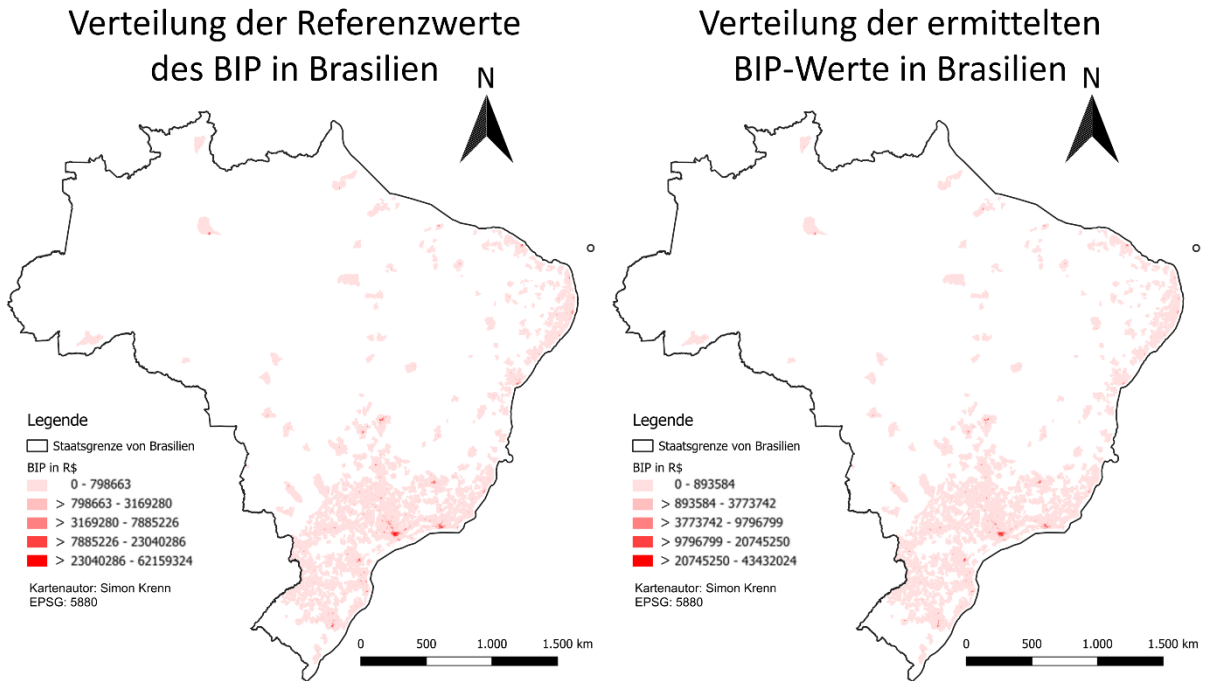 Verteilung der Referenzwerte
des BIP in Brasilien
N
Legende
Staatsgrenze von Brasilien
BIP in R$
0 - 798663
> 798663 - 3169280
> 3169280 - 7885226
> 7885226 - 23040286
> 23040286 - 62159324
Kartenautor: Simon Krenn
EPSG: 5880
0 500 1.000 1.500 km
Verteilung der ermittelten
BIP-Werte in Brasilien
N
Legende
Staatsgrenze von Brasilien
BIP in R$
0 - 893584
> 893584 - 3773742
> 3773742 - 9796799
> 9796799 - 20745250
> 20745250 - 43432024
Kartenautor: Simon Krenn
EPSG: 5880
0 500 1.000 1.500 km